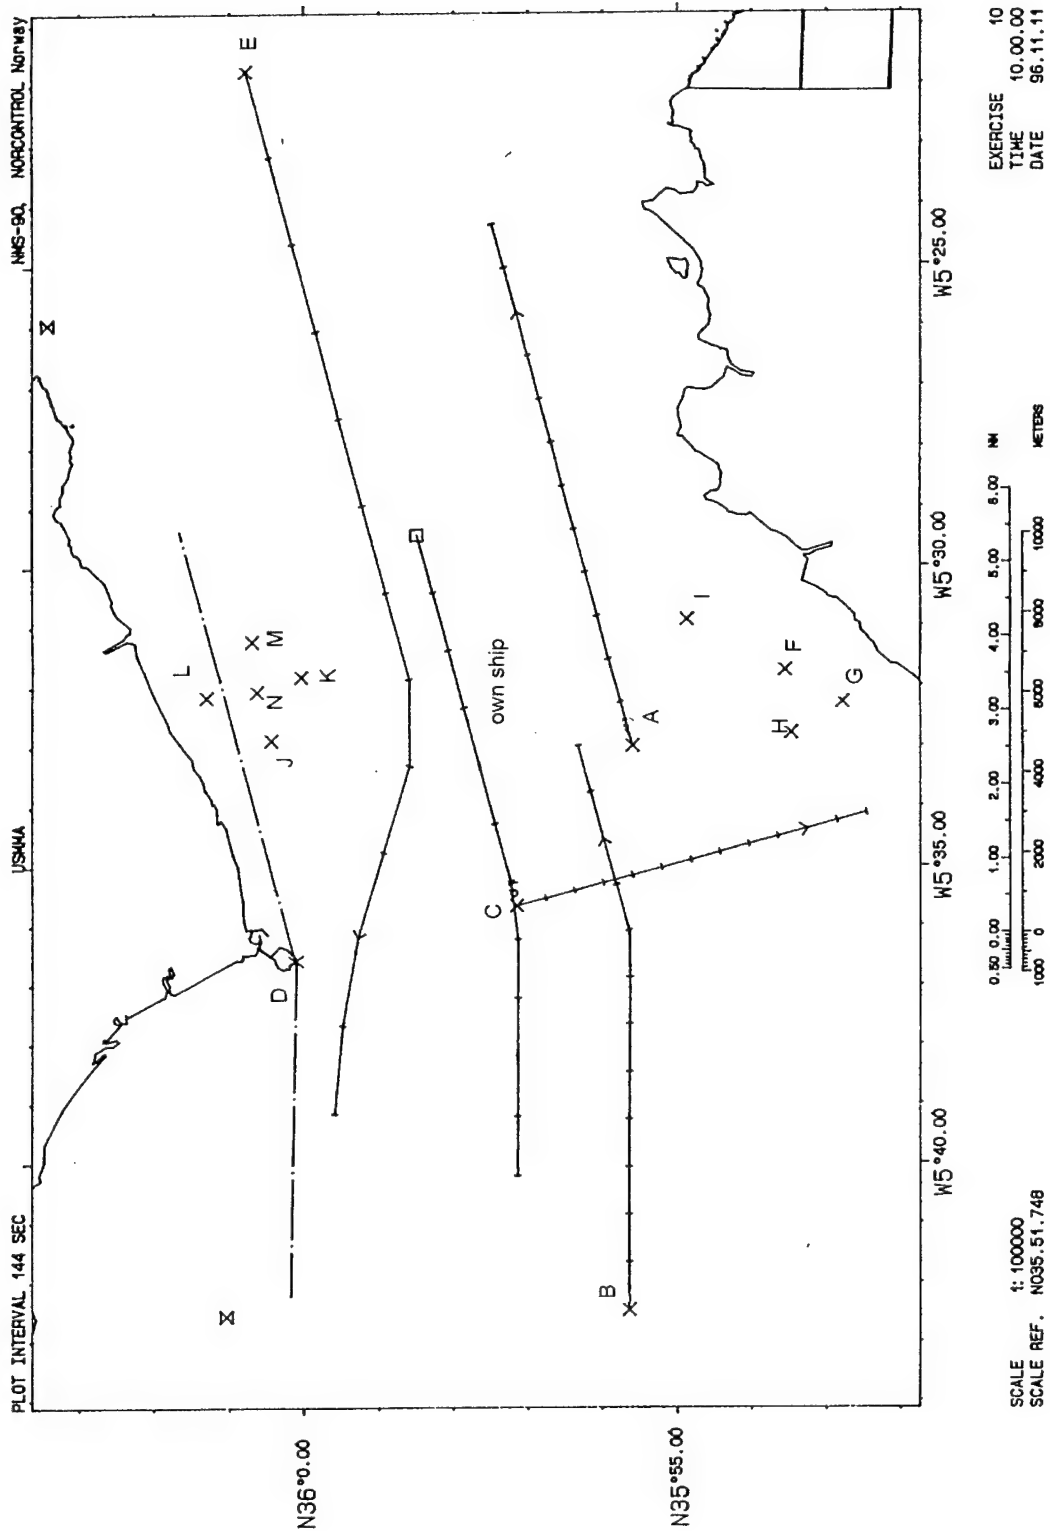 PLOT INTERVAL 144 SEC
USMMA
NMS-90, NORCONTROL Norway
E
L
M
N
K
J
D
own ship
C
A
I
F
G
H
B
N36°0.00
N35°55.00
W5°40.00
W5°35.00
W5°30.00
W5°25.00
0.50 0.00 1.00 2.00 3.00 4.00 5.00 6.00 NM
1000 0 2000 4000 6000 8000 10000 METERS
SCALE 1: 100000
SCALE REF. N035.51.748
EXERCISE 10
TIME 10.00.00
DATE 96.11.11